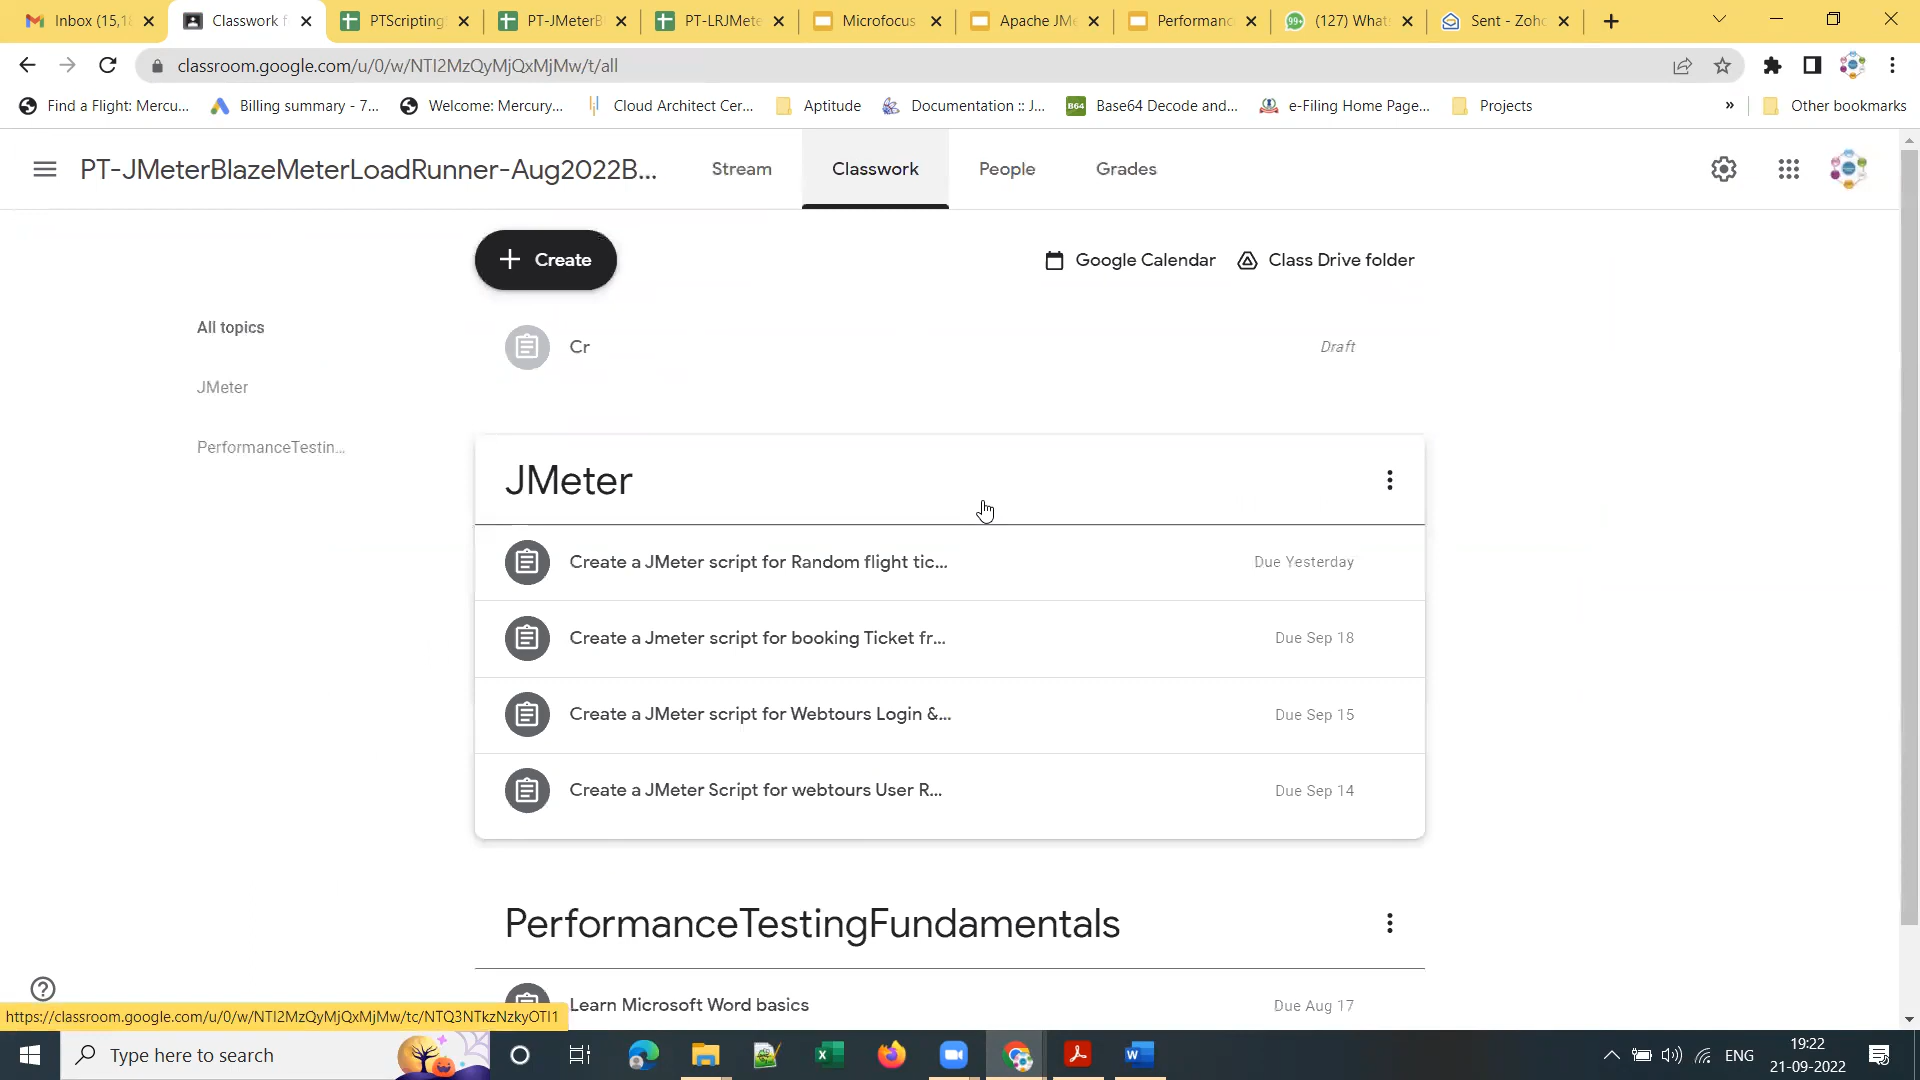 Inbox (15,1
Classwork f
PTScripting
PT-JMeterB
PT-LRJMete
Microfocus
Apache JMe
Performanc
(127) Whats
Sent - Zoho
classroom.google.com/u/0/w/NTI2MzQyMjQxMjMw/t/all
Find a Flight: Mercu...
Billing summary - 7...
Welcome: Mercury...
Cloud Architect Cer...
Aptitude
Documentation :: J...
B64
Base64 Decode and...
e-Filing Home Page...
Projects
»
Other bookmarks
PT-JMeterBlazeMeterLoadRunner-Aug2022B...
Stream
Classwork
People
Grades
Create
Google Calendar
Class Drive folder
All topics
JMeter
PerformanceTestin...
Cr
Draft
JMeter
Create a JMeter script for Random flight tic...
Due Yesterday
Create a Jmeter script for booking Ticket fr...
Due Sep 18
Create a JMeter script for Webtours Login &...
Due Sep 15
Create a JMeter Script for webtours User R...
Due Sep 14
PerformanceTestingFundamentals
Learn Microsoft Word basics
Due Aug 17
https://classroom.google.com/u/0/w/NTI2MzQyMjQxMjMw/tc/NTQ3NTkzNzkyOTI1
Type here to search
ENG
19:22
21-09-2022